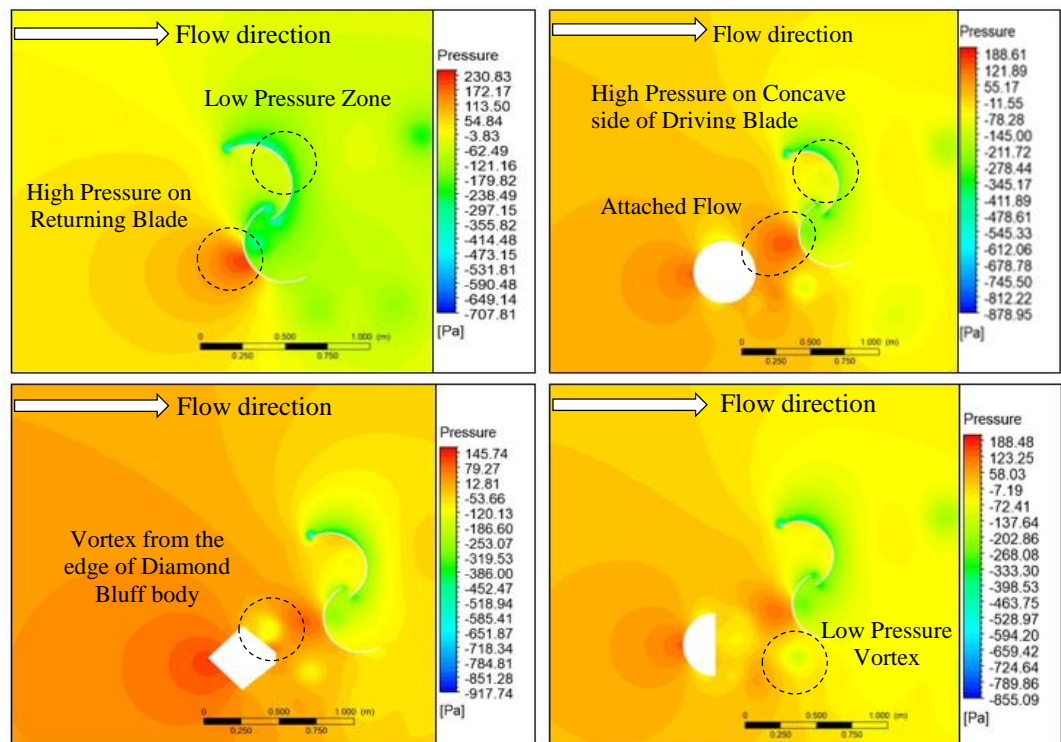 Flow direction
Low Pressure Zone
High Pressure on
Returning Blade
0 0.500 1.000 (m)
0.250 0.750
Pressure
230.83
172.17
113.50
54.84
-3.83
-62.49
-121.16
-179.82
-238.49
-297.15
-355.82
-414.48
-473.15
-531.81
-590.48
-649.14
-707.81
[Pa]
Flow direction
High Pressure on Concave
side of Driving Blade
Attached Flow
0 0.500 1.000 (m)
0.250 0.750
Pressure
188.61
121.89
55.17
-11.55
-78.28
-145.00
-211.72
-278.44
-345.17
-411.89
-478.61
-545.33
-612.06
-678.78
-745.50
-812.22
-878.95
[Pa]
Flow direction
Vortex from the
edge of Diamond
Bluff body
0 0.500 1.000 (m)
0.250 0.750
Pressure
145.74
79.27
12.81
-53.66
-120.13
-186.60
-253.07
-319.53
-386.00
-452.47
-518.94
-585.41
-651.87
-718.34
-784.81
-851.28
-917.74
[Pa]
Flow direction
Low Pressure
Vortex
0 0.500 1.000 (m)
0.250 0.750
Pressure
188.48
123.25
58.03
-7.19
-72.41
-137.64
-202.86
-268.08
-333.30
-398.53
-463.75
-528.97
-594.20
-659.42
-724.64
-789.86
-855.09
[Pa]